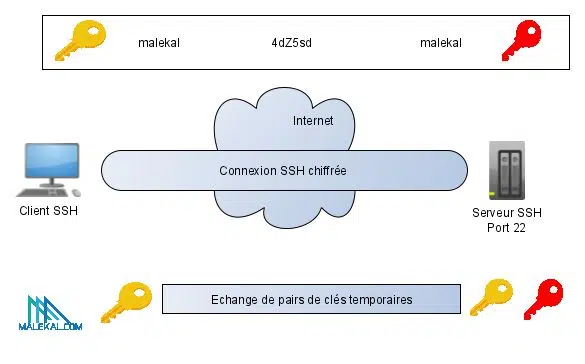 malekal 4dZ5sd malekal
Internet
Connexion SSH chiffrée
Client SSH
Serveur SSH
Port 22
Echange de pairs de clés temporaires
MALEKAL.COM